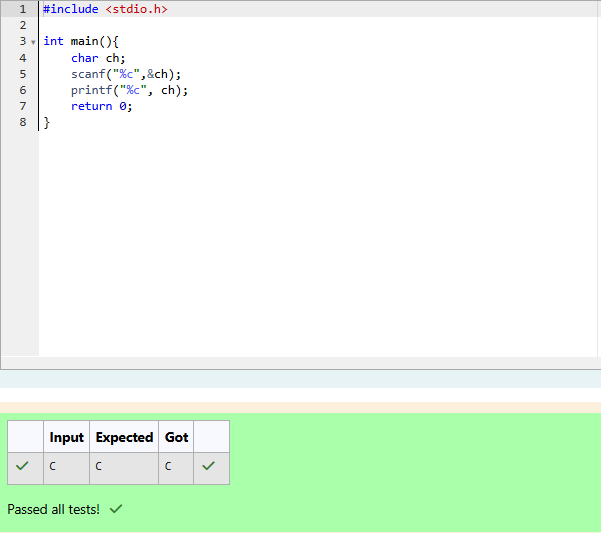 1 #include <stdio.h>
2
3 int main(){
4     char ch;
5     scanf("%c",&ch);
6     printf("%c", ch);
7     return 0;
8 }
Input Expected Got
C C C
Passed all tests!